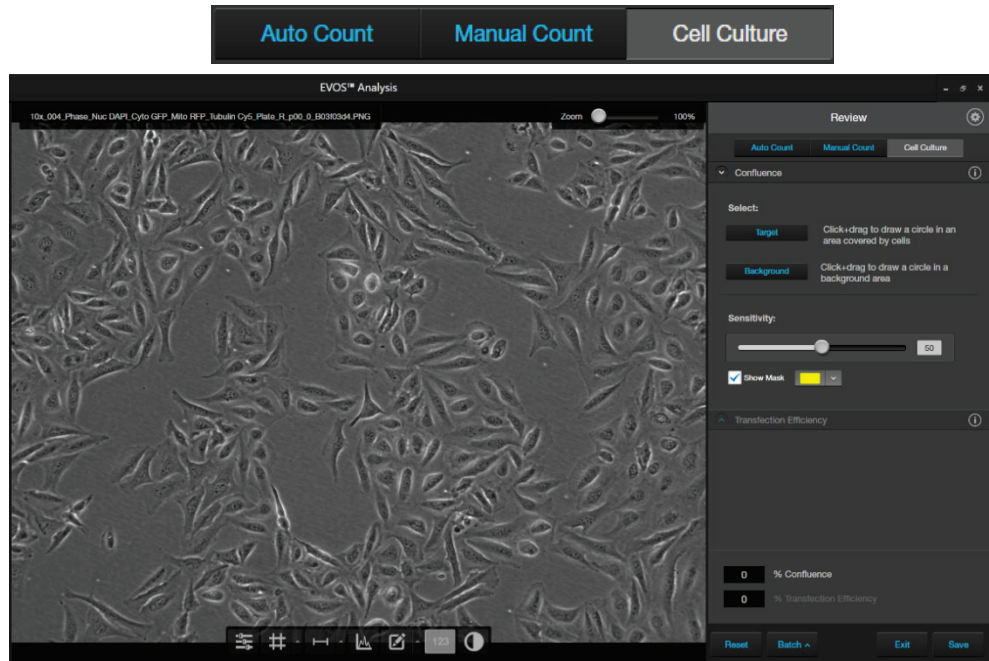 Auto Count Manual Count Cell Culture
EVOS™ Analysis
10x_004_Phase_Nuc DAPI_Cyto GFP_Mito RFP_Tubulin Cy5_Plate_R_p00_0_B03f03d4.PNG
Zoom 100%
Review
Auto Count Manual Count Cell Culture
Confluence
Select:
Target
Click+drag to draw a circle in an
area covered by cells
Background
Click+drag to draw a circle in a
background area
Sensitivity:
50
Show Mask
Transfection Efficiency
0 % Confluence
0 % Transfection Efficiency
123
Reset Batch Exit Save